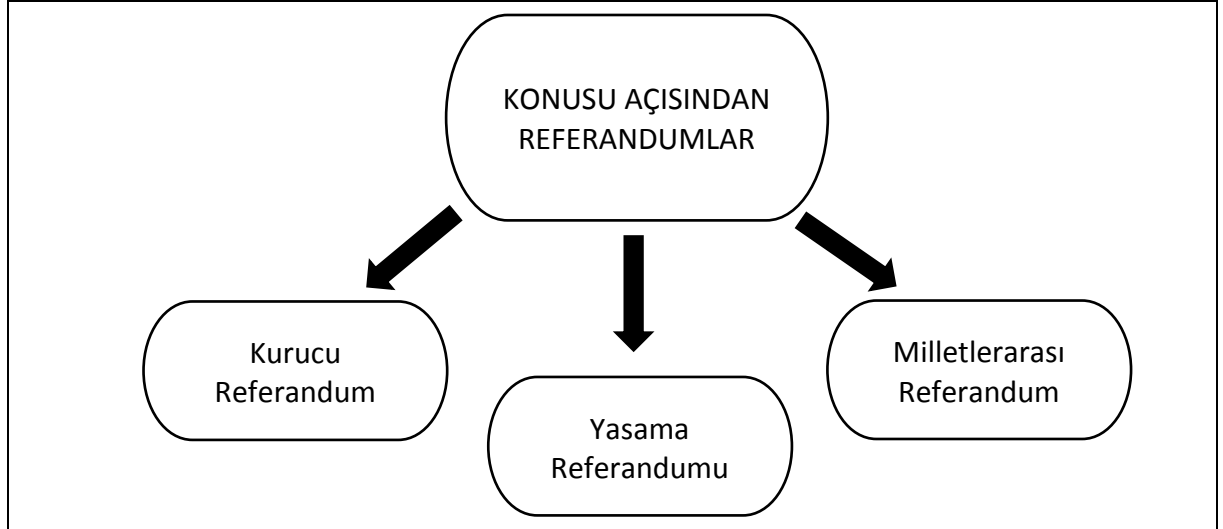 KONUSU AÇISINDAN
REFERANDUMLAR
Kurucu
Referandum
Yasama
Referandumu
Milletlerarası
Referandum